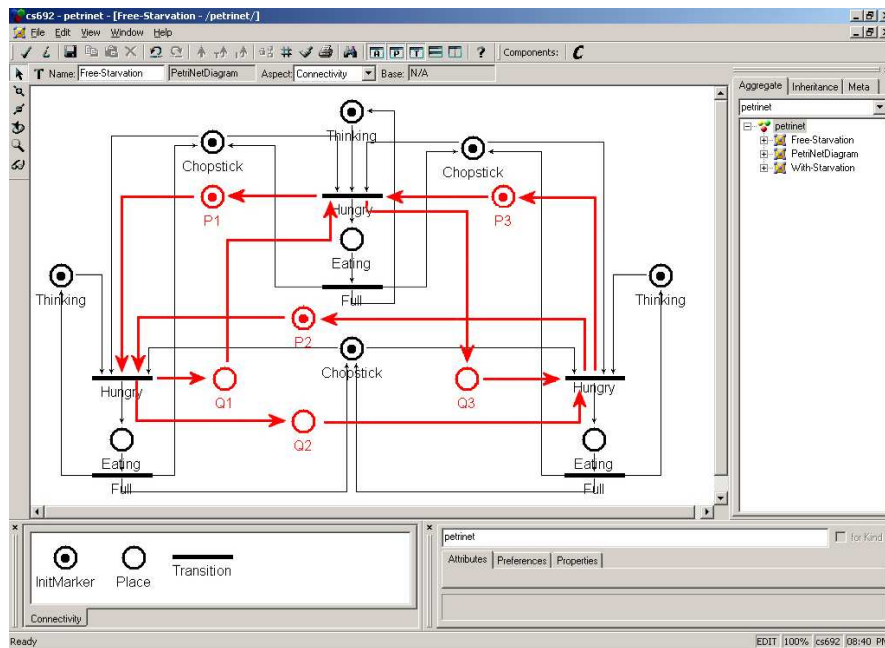 cs692 - petrinet - [Free-Starvation - /petrinet/]
File Edit View Window Help
Components:
T Name: Free-Starvation PetriNetDiagram Aspect: Connectivity Base: N/A
Aggregate Inheritance Meta
petrinet
petrinet
Free-Starvation
PetriNetDiagram
With-Starvation
Thinking
Chopstick
Chopstick
P1
Hungry
P3
Eating
Thinking
Full
Thinking
P2
Chopstick
Hungry
Q1
Q3
Hungry
Q2
Eating
Full
Eating
Full
InitMarker
Place
Transition
Connectivity
petrinet
for Kind
Attributes Preferences Properties
Ready
EDIT 100% cs692 08:40 PM